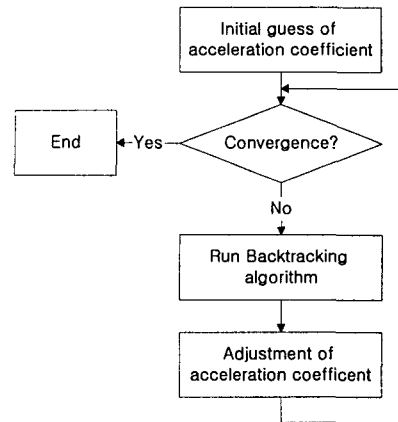 Initial guess of
acceleration coefficient
End
Yes
Convergence?
No
Run Backtracking
algorithm
Adjustment of
acceleration coefficent